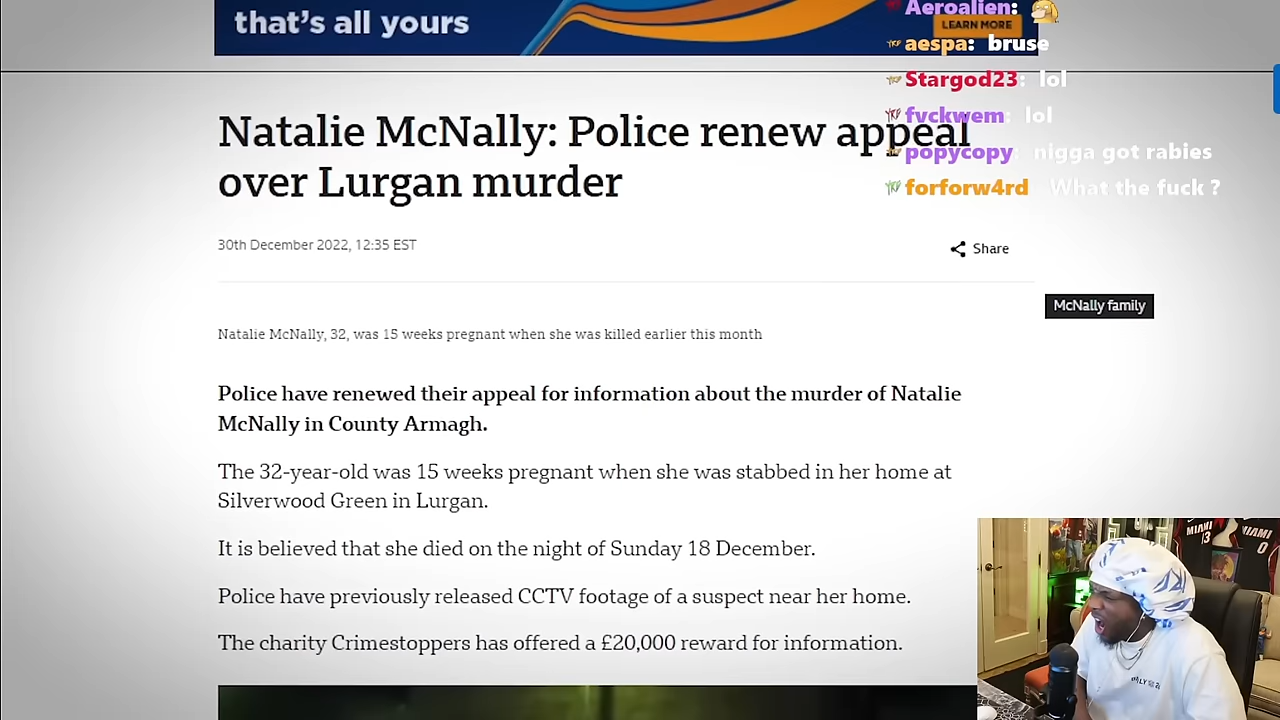 that's all yours
LEARN MORE
Aeroalien:
aespa: bruse
Stargod23: lol
fvckwem: lol
popycopy: nigga got rabies
forforw4rd What the fuck ?
Natalie McNally: Police renew appeal
over Lurgan murder
30th December 2022, 12:35 EST
Share
McNally family
Natalie McNally, 32, was 15 weeks pregnant when she was killed earlier this month
Police have renewed their appeal for information about the murder of Natalie
McNally in County Armagh.
The 32-year-old was 15 weeks pregnant when she was stabbed in her home at
Silverwood Green in Lurgan.
It is believed that she died on the night of Sunday 18 December.
Police have previously released CCTV footage of a suspect near her home.
The charity Crimestoppers has offered a £20,000 reward for information.
MIAMI
13
MIAMI
0